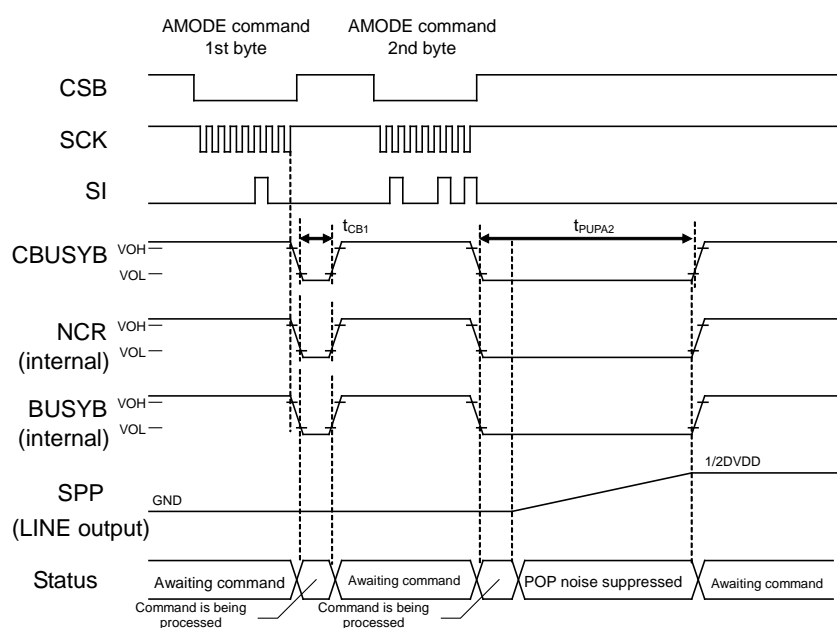 AMODE command
1st byte
AMODE command
2nd byte
CSB
SCK
SI
tCB1
tPUPA2
CBUSYB
VOH
VOL
NCR
(internal)
VOH
VOL
BUSYB
(internal)
VOH
VOL
SPP
(LINE output)
GND
1/2DVDD
Status
Awaiting command
Awaiting command
POP noise suppressed
Awaiting command
Command is being
processed
Command is being
processed